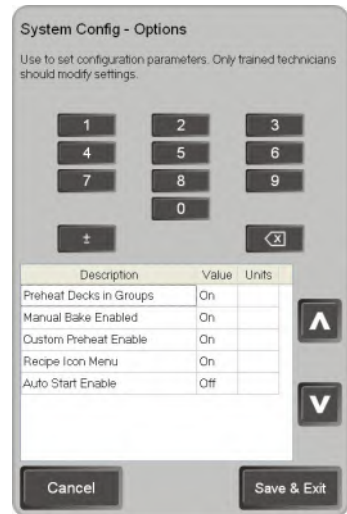 System Config - Options
Use to set configuration parameters. Only trained technicians
should modify settings.
1 2 3
4 5 6
7 8 9
0
±
Description Value Units
Preheat Decks in Groups On
Manual Bake Enabled On
Custom Preheat Enable On
Recipe Icon Menu On
Auto Start Enable Off
Cancel Save & Exit